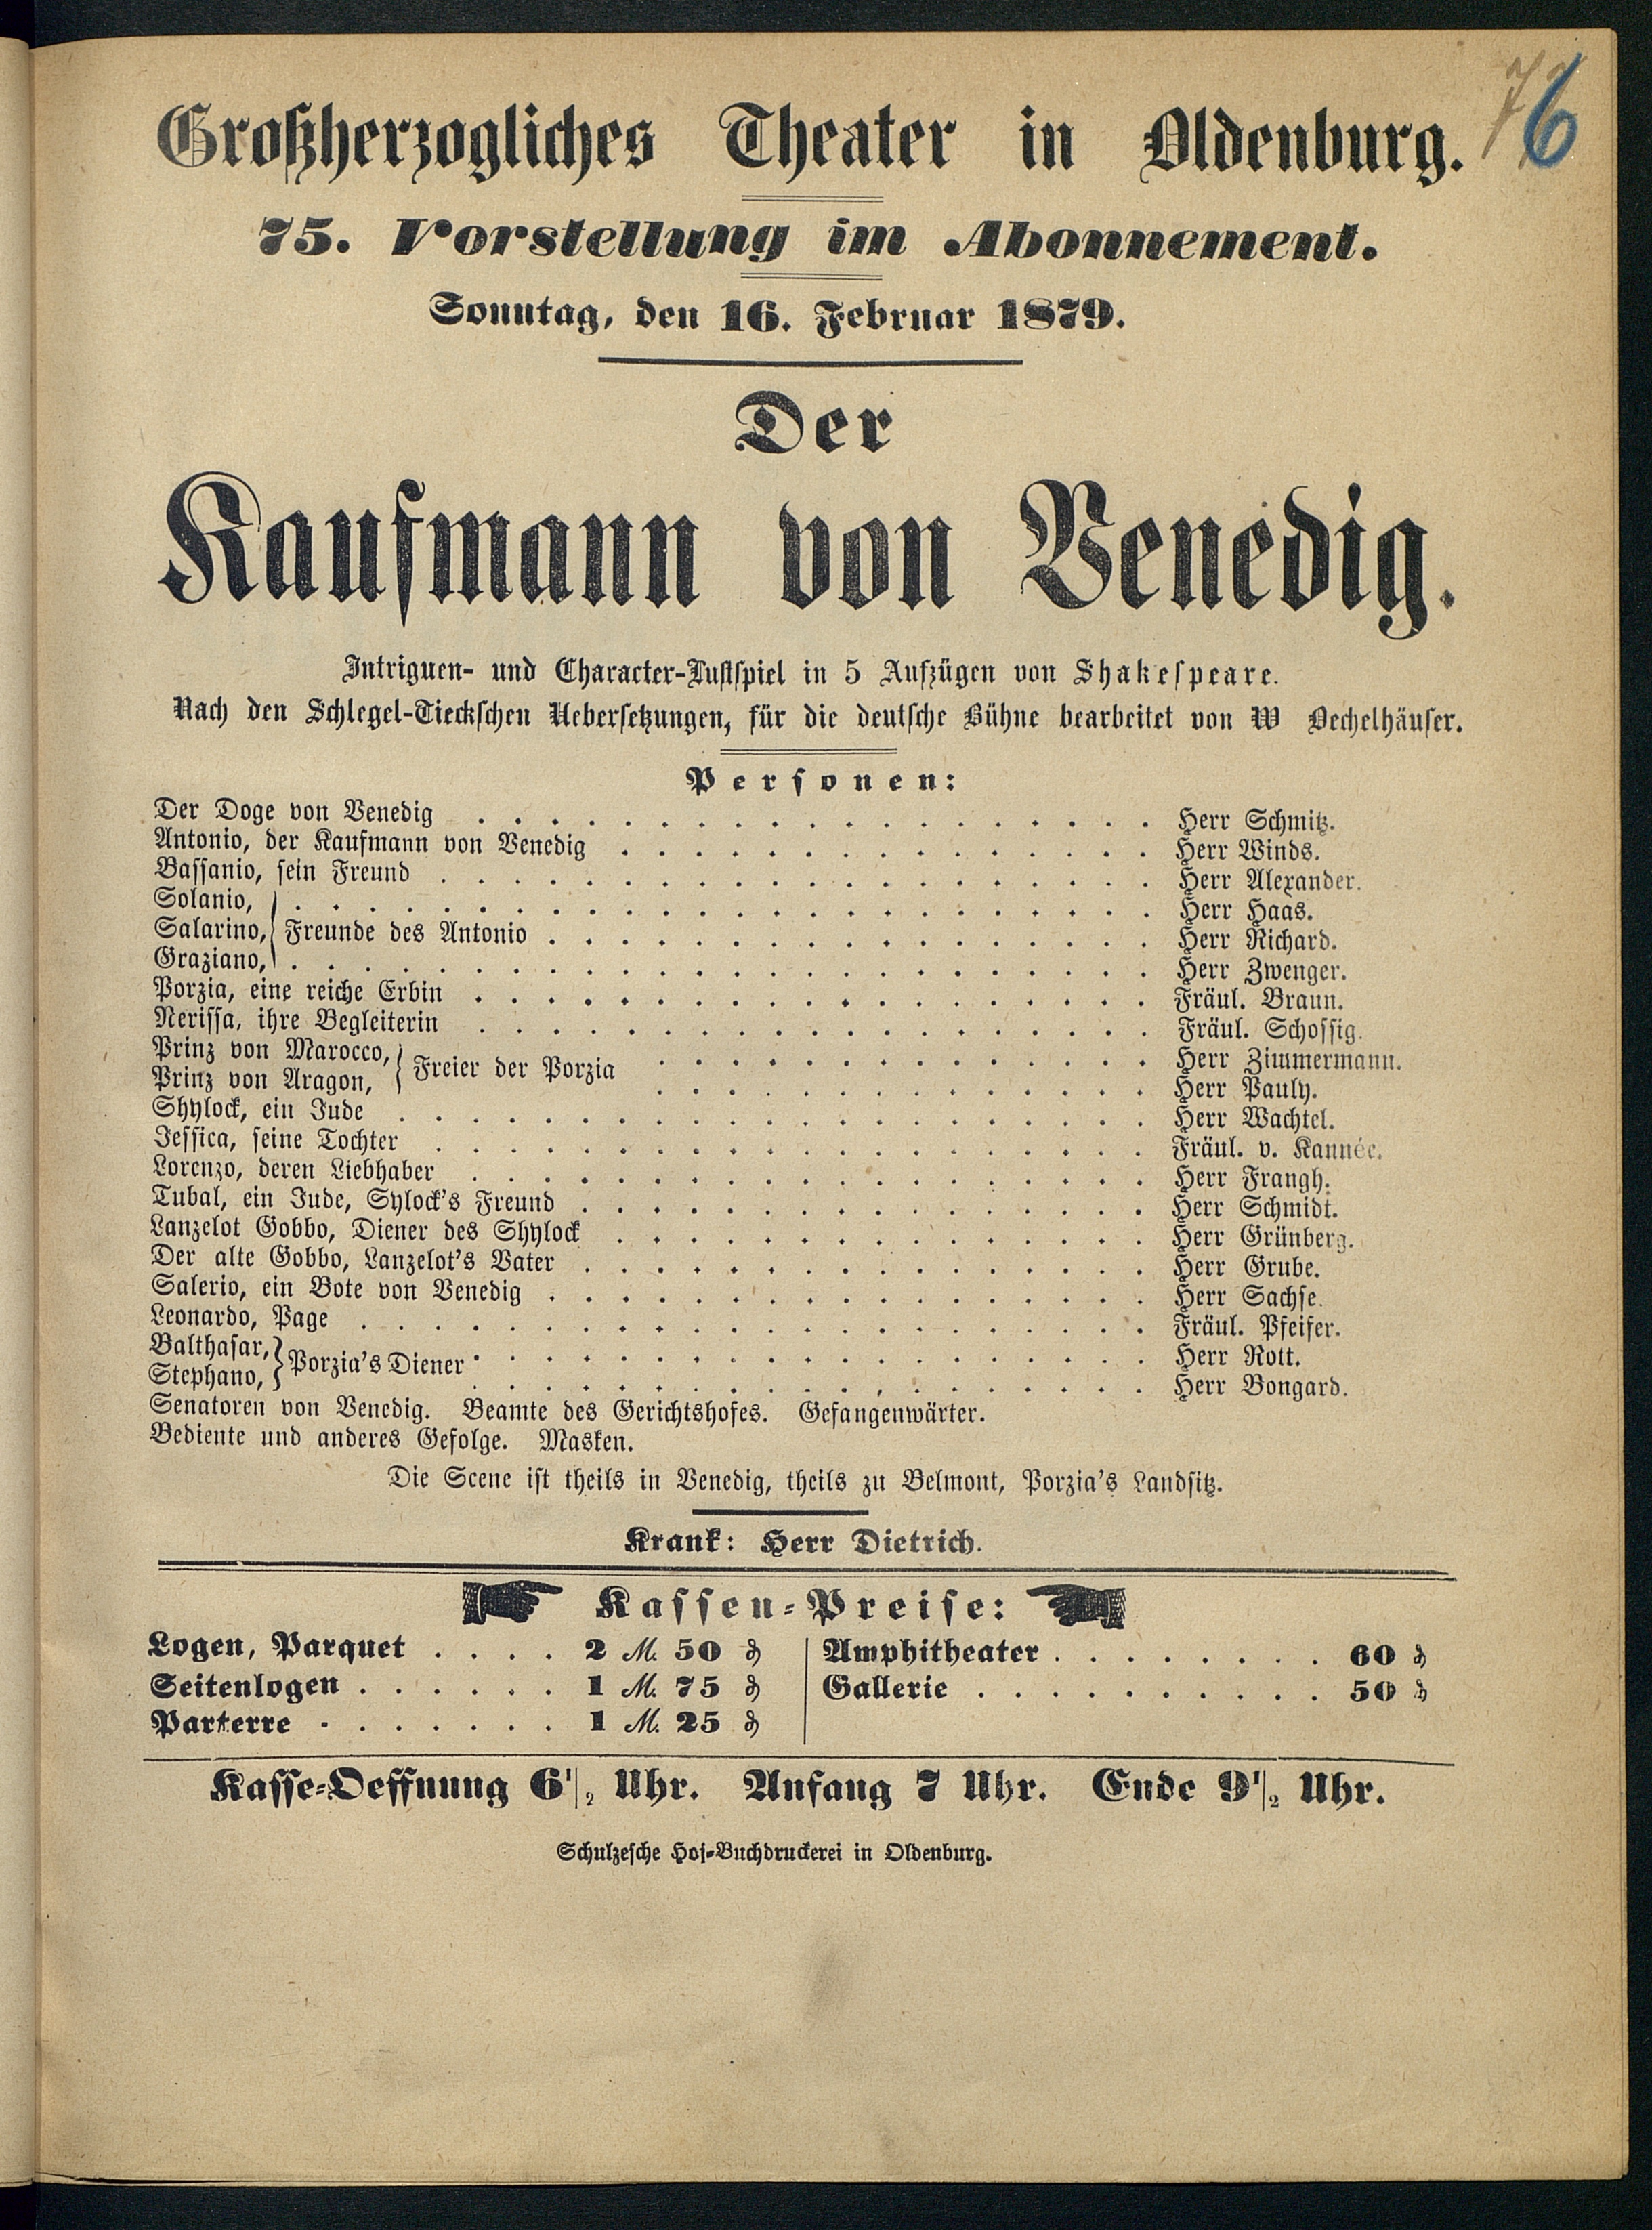 76
Großherzogliches Theater in Oldenburg.
75. Vorstellung im Abonnement.
Sonntag, den 16. Februar 1879.
Der
Kaufmann von Venedig.
Intriguen- und Character-Lustspiel in 5 Aufzügen von Shakespeare.
Nach den Schlegel-Tieckschen Uebersetzungen, für die deutsche Bühne bearbeitet von W Oechelhäuser.
Personen:
Der Doge von Venedig . . . . . . . . . . . . . . . . . . . Herr Schmitz.
Antonio, der Kaufmann von Venedig . . . . . . . . . . . . . . . Herr Winds.
Bassanio, sein Freund . . . . . . . . . . . . . . . . . . . . Herr Alexander.
Solanio, . . . . . . . . . . . . . . . . . . . . . . . . Herr Haas.
Salarino, } Freunde des Antonio . . . . . . . . . . . . . . . . . Herr Richard.
Graziano, . . . . . . . . . . . . . . . . . . . . . . . . Herr Zwenger.
Porzia, eine reiche Erbin . . . . . . . . . . . . . . . . . . . Fräul. Braun.
Nerissa, ihre Begleiterin . . . . . . . . . . . . . . . . . . . Fräul. Schossig.
Prinz von Marocco, } Freier der Porzia . . . . . . . . . . . . . . Herr Zimmermann.
Prinz von Aragon, . . . . . . . . . . . . . . Herr Pauly.
Shylock, ein Jude . . . . . . . . . . . . . . . . . . . . . Herr Wachtel.
Jessica, seine Tochter . . . . . . . . . . . . . . . . . . . . Fräul. v. Kannée.
Lorenzo, deren Liebhaber . . . . . . . . . . . . . . . . . . . Herr Frangh.
Tubal, ein Jude, Sylock's Freund . . . . . . . . . . . . . . . . Herr Schmidt.
Lanzelot Gobbo, Diener des Shylock . . . . . . . . . . . . . . . Herr Grünberg.
Der alte Gobbo, Lanzelot's Vater . . . . . . . . . . . . . . . . Herr Grube.
Salerio, ein Bote von Venedig . . . . . . . . . . . . . . . . . Herr Sachse.
Leonardo, Page . . . . . . . . . . . . . . . . . . . . . . Fräul. Pfeifer.
Balthasar, } Porzia's Diener . . . . . . . . . . . . . . . . . . . Herr Rott.
Stephano, . . . . . . . . . . . . . . . . . . . Herr Bongard.
Senatoren von Venedig. Beamte des Gerichtshofes. Gefangenwärter.
Bediente und anderes Gefolge. Masken.
Die Scene ist theils in Venedig, theils zu Belmont, Porzia's Landsitz.
Krank: Herr Dietrich.
Kassen-Preise:
Logen, Parquet . . . . 2 M. 50 ₰
Seitenlogen . . . . . . 1 M. 75 ₰
Parterre . . . . . . . 1 M. 25 ₰
Amphitheater . . . . . . . . 60 ₰
Gallerie . . . . . . . . . . 50 ₰
Kasse-Oeffnung 6 1/2 Uhr. Anfang 7 Uhr. Ende 9 1/2 Uhr.
Schulzesche Hof-Buchdruckerei in Oldenburg.